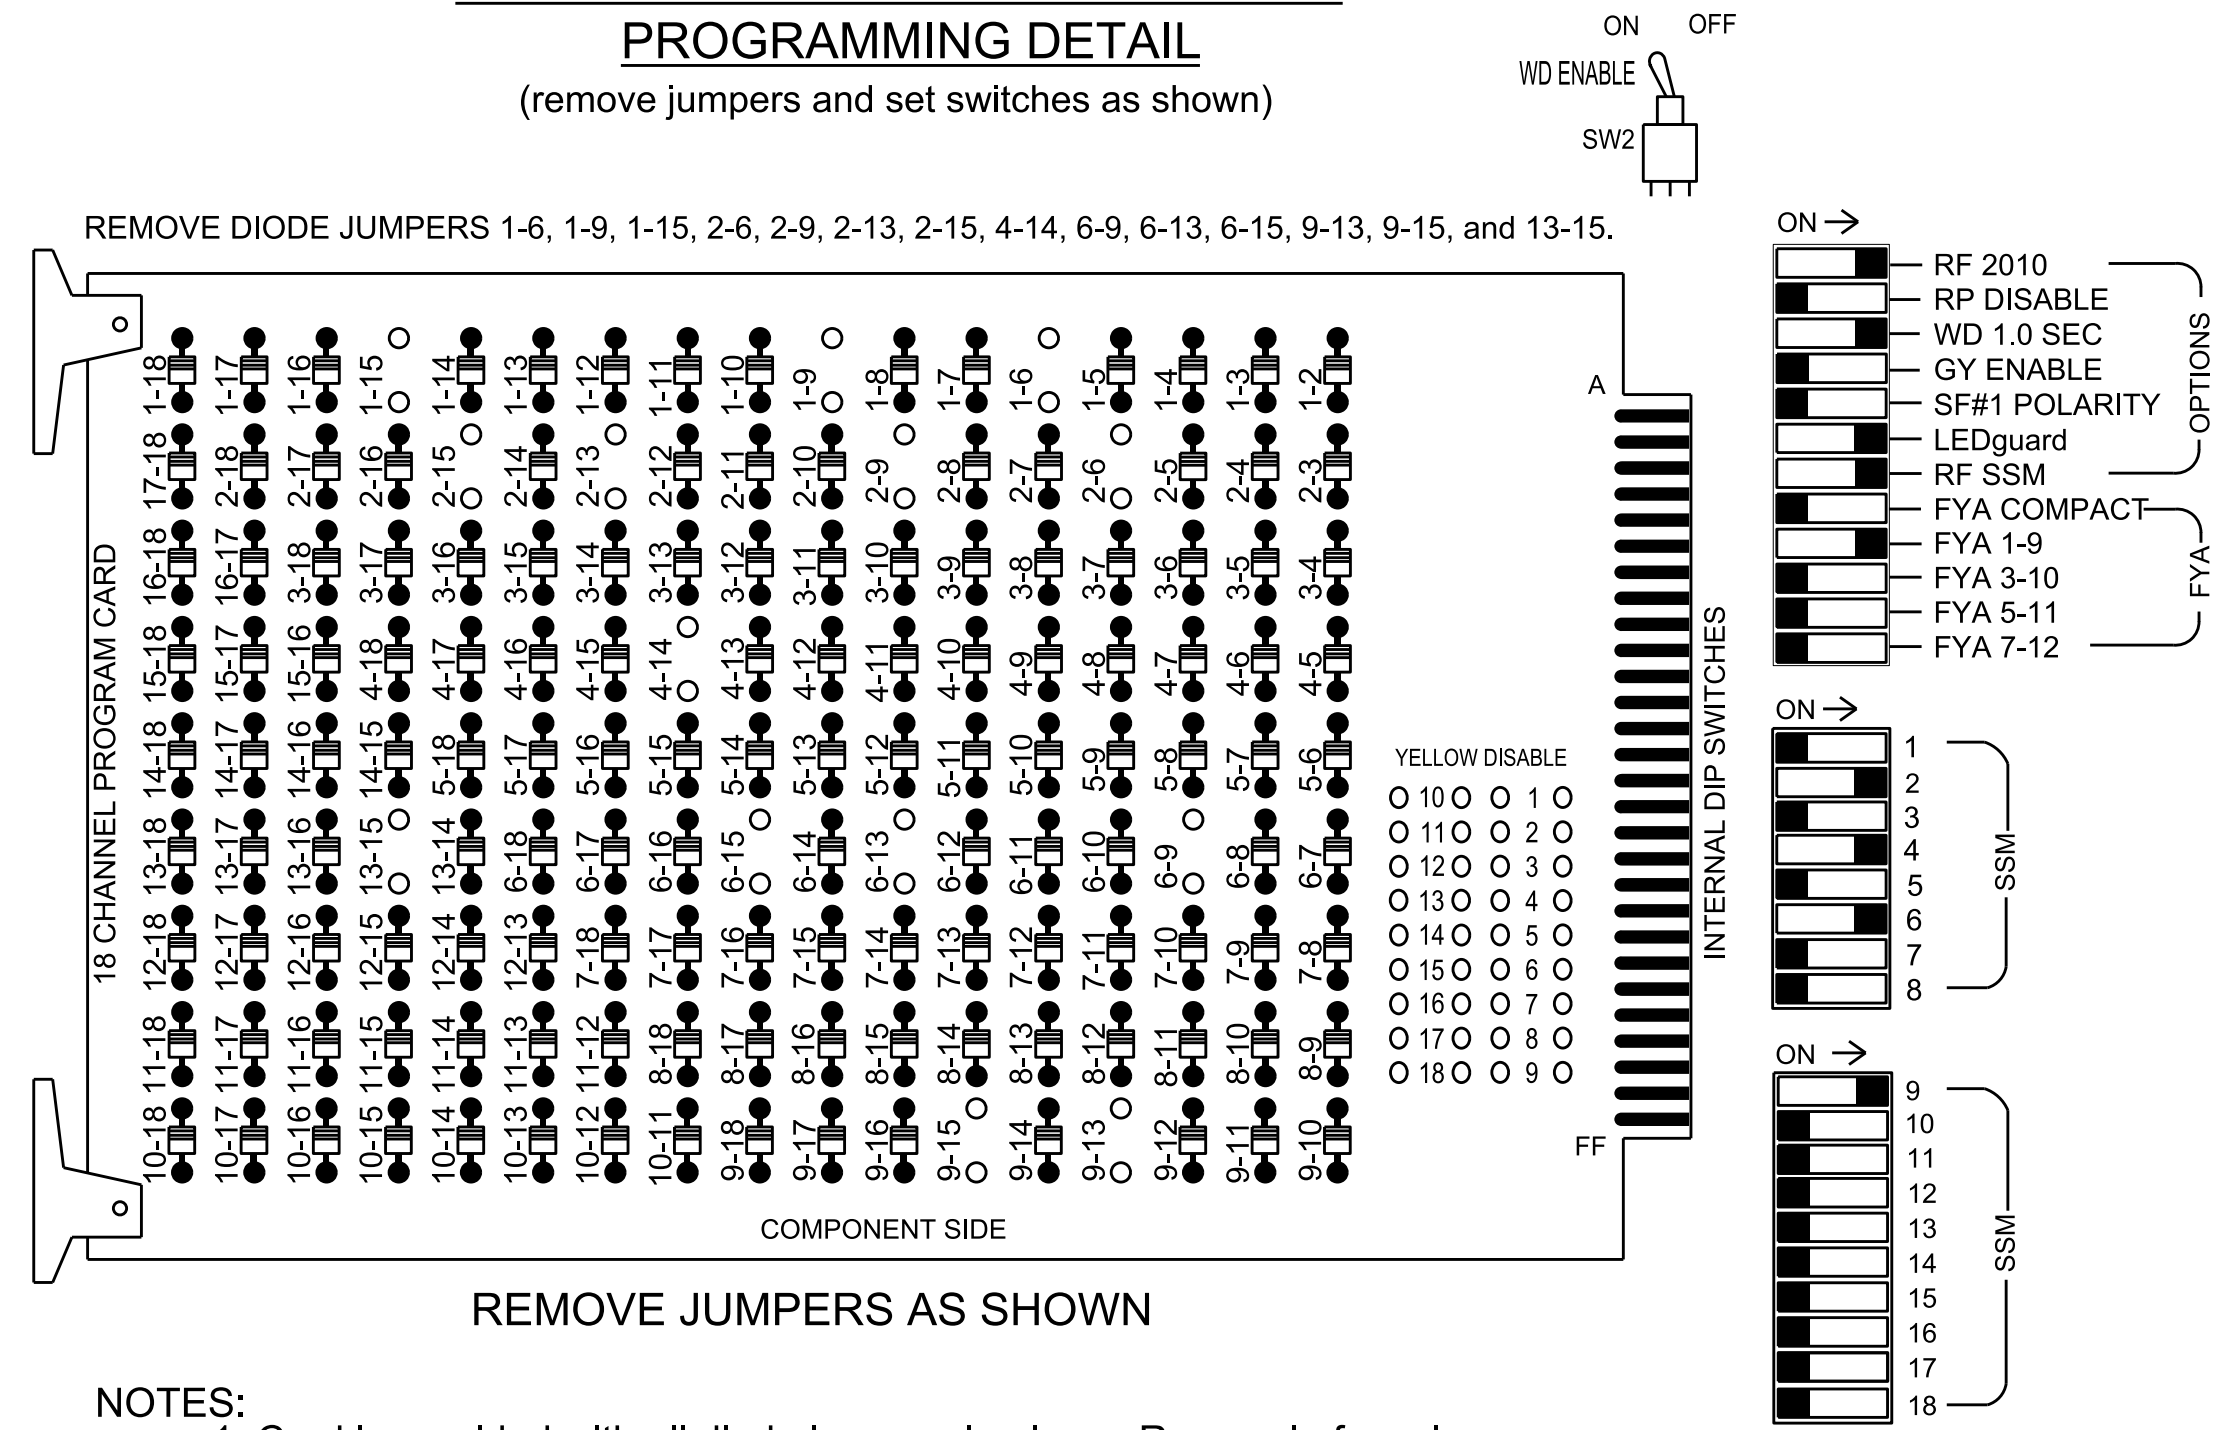 PROGRAMMING DETAIL
(remove jumpers and set switches as shown)
ON OFF
WD ENABLE
SW2
REMOVE DIODE JUMPERS 1-6, 1-9, 1-15, 2-6, 2-9, 2-13, 2-15, 4-14, 6-9, 6-13, 6-15, 9-13, 9-15, and 13-15.
18 CHANNEL PROGRAM CARD
1-18 1-17 1-16 1-15 1-14 1-13 1-12 1-11 1-10 1-9 1-8 1-7 1-6 1-5 1-4 1-3 1-2
17-18 2-18 2-17 2-16 2-15 2-14 2-13 2-12 2-11 2-10 2-9 2-8 2-7 2-6 2-5 2-4 2-3
16-18 16-17 3-18 3-17 3-16 3-15 3-14 3-13 3-12 3-11 3-10 3-9 3-8 3-7 3-6 3-5 3-4
15-18 15-17 15-16 4-18 4-17 4-16 4-15 4-14 4-13 4-12 4-11 4-10 4-9 4-8 4-7 4-6 4-5
14-18 14-17 14-16 14-15 5-18 5-17 5-16 5-15 5-14 5-13 5-12 5-11 5-10 5-9 5-8 5-7 5-6
13-18 13-17 13-16 13-15 13-14 6-18 6-17 6-16 6-15 6-14 6-13 6-12 6-11 6-10 6-9 6-8 6-7
12-18 12-17 12-16 12-15 12-14 12-13 7-18 7-17 7-16 7-15 7-14 7-13 7-12 7-11 7-10 7-9 7-8
11-18 11-17 11-16 11-15 11-14 11-13 11-12 8-18 8-17 8-16 8-15 8-14 8-13 8-12 8-11 8-10 8-9
10-18 10-17 10-16 10-15 10-14 10-13 10-12 10-11 9-18 9-17 9-16 9-15 9-14 9-13 9-12 9-11 9-10
YELLOW DISABLE
10 1
11 2
12 3
13 4
14 5
15 6
16 7
17 8
18 9
A
FF
COMPONENT SIDE
INTERNAL DIP SWITCHES
ON
RF 2010
RP DISABLE
WD 1.0 SEC
GY ENABLE
SF#1 POLARITY
LEDguard
RF SSM
OPTIONS
FYA COMPACT
FYA 1-9
FYA 3-10
FYA 5-11
FYA 7-12
FYA
ON
1
2
3
4
5
6
7
8
SSM
ON
9
10
11
12
13
14
15
16
17
18
SSM
REMOVE JUMPERS AS SHOWN
NOTES: